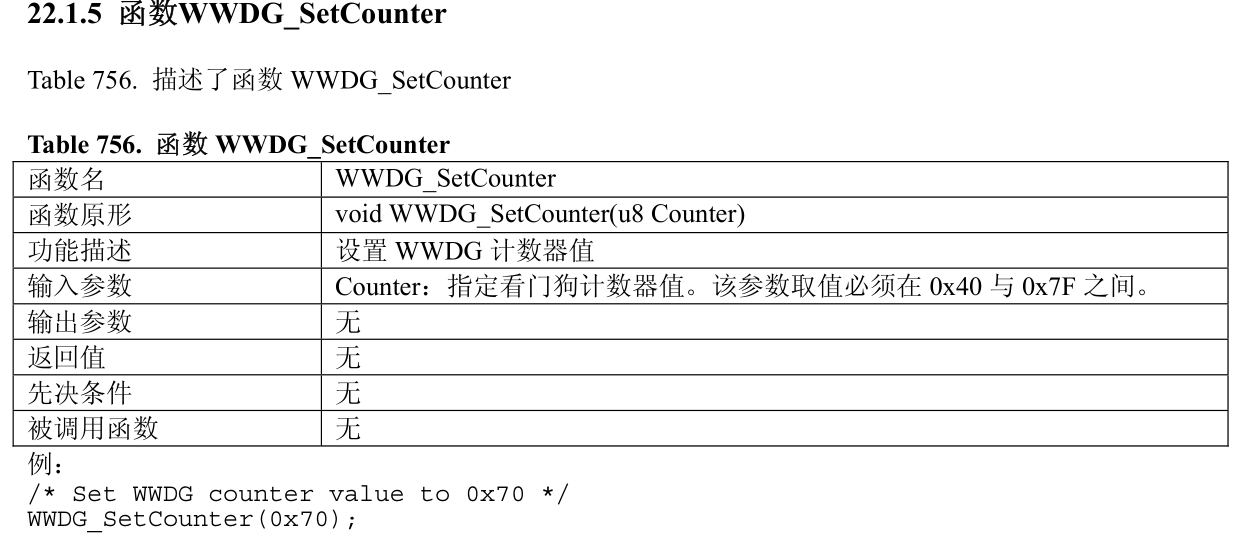 22.1.5 函数WWDG_SetCounter
Table 756. 描述了函数 WWDG_SetCounter
Table 756. 函数 WWDG_SetCounter
函数名 WWDG_SetCounter
函数原形 void WWDG_SetCounter(u8 Counter)
功能描述 设置 WWDG 计数器值
输入参数 Counter：指定看门狗计数器值。该参数取值必须在 0x40 与 0x7F 之间。
输出参数 无
返回值 无
先决条件 无
被调用函数 无
例：
/* Set WWDG counter value to 0x70 */
WWDG_SetCounter(0x70);